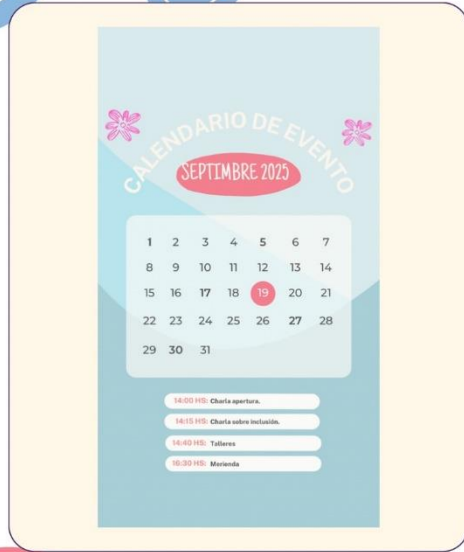 CALENDARIO DE EVENTO
SEPTIMBRE 2025
1 2 3 4 5 6 7
8 9 10 11 12 13 14
15 16 17 18 19 20 21
22 23 24 25 26 27 28
29 30 31
14:00 HS: Charla apertura.
14:15 HS: Charla sobre inclusión.
14:40 HS: Talleres
16:30 HS: Merienda